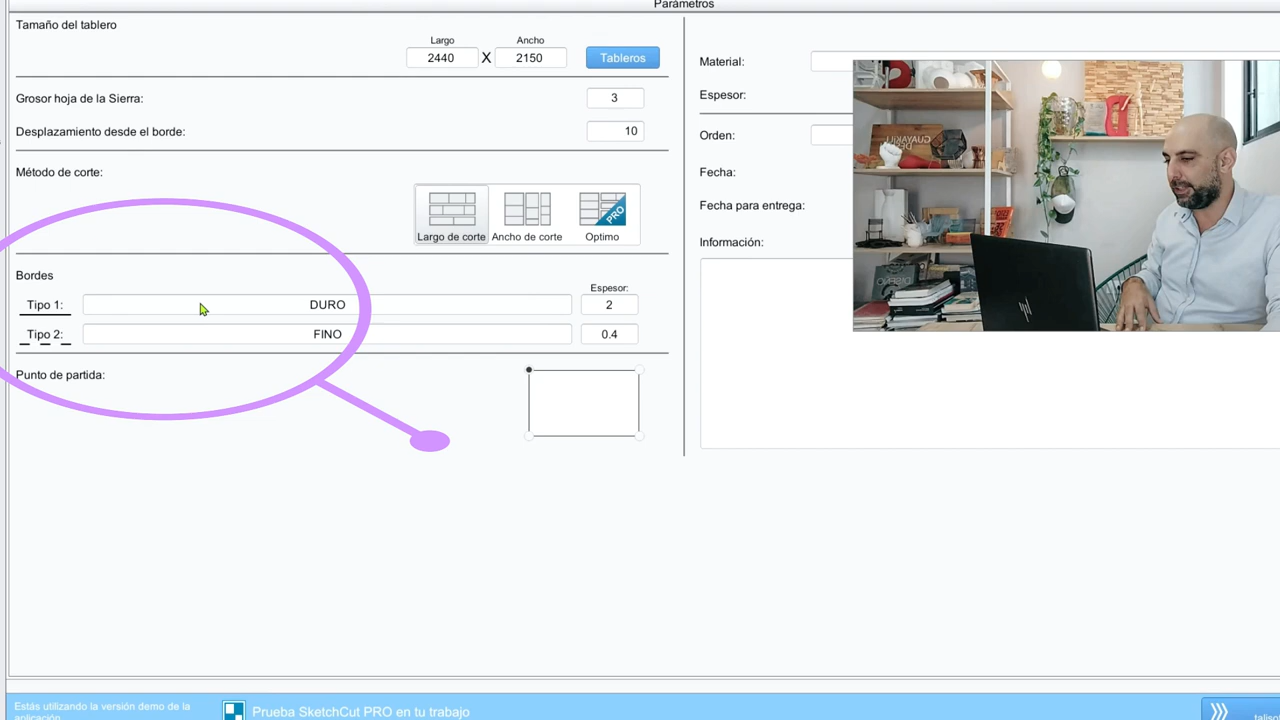 Parámetros
Tamaño del tablero
Largo
Ancho
2440 X 2150
Tableros
Grosor hoja de la Sierra:
3
Desplazamiento desde el borde:
10
Método de corte:
PRO
Largo de corte
Ancho de corte
Optimo
Bordes
Espesor:
Tipo 1:
DURO
2
Tipo 2:
FINO
0.4
Punto de partida:
Material:
Espesor:
Orden:
Fecha:
Fecha para entrega:
Información:
Estás utilizando la versión demo de la
aplicación
Prueba SketchCut PRO en tu trabajo